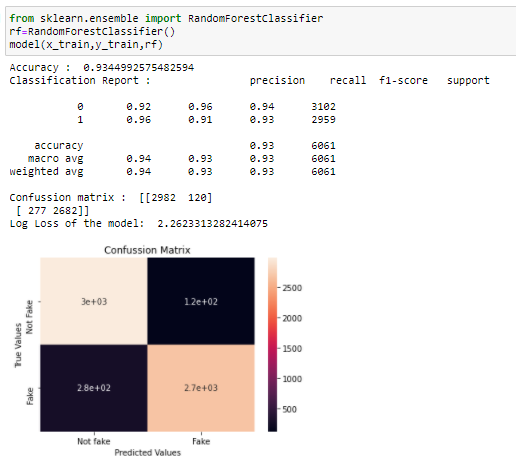 from sklearn.ensemble import RandomForestClassifier
rf=RandomForestClassifier()
model(x_train,y_train,rf)
Accuracy :  0.9344992575482594
Classification Report :                precision    recall  f1-score   support
0       0.92      0.96      0.94      3102
1       0.96      0.91      0.93      2959
accuracy                           0.93      6061
macro avg       0.94      0.93      0.93      6061
weighted avg       0.94      0.93      0.93      6061
Confussion matrix :  [[2982  120]
[ 277 2682]]
Log Loss of the model:  2.2623313282414075
Confussion Matrix
True Values
Not Fake
Fake
3e+03
1.2e+02
2.8e+02
2.7e+03
Not fake
Fake
Predicted Values
2500
2000
1500
1000
500